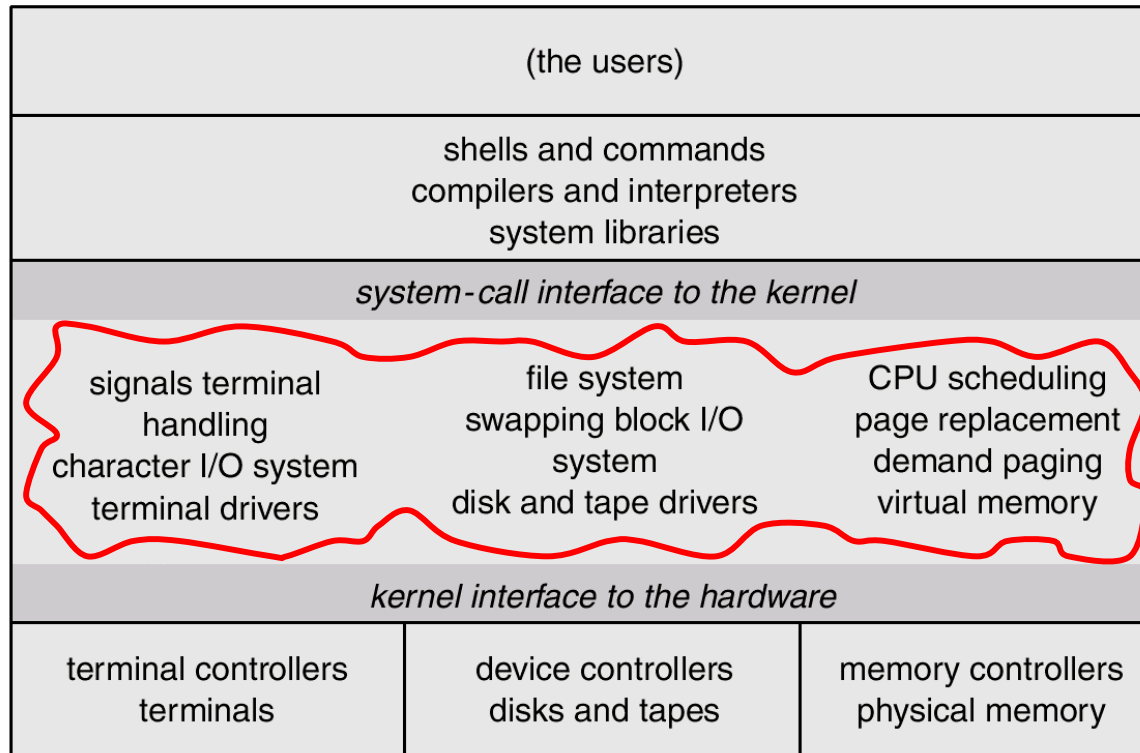 (the users)
shells and commands
compilers and interpreters
system libraries
system-call interface to the kernel
signals terminal
handling
character I/O system
terminal drivers
file system
swapping block I/O
system
disk and tape drivers
CPU scheduling
page replacement
demand paging
virtual memory
kernel interface to the hardware
terminal controllers
terminals
device controllers
disks and tapes
memory controllers
physical memory